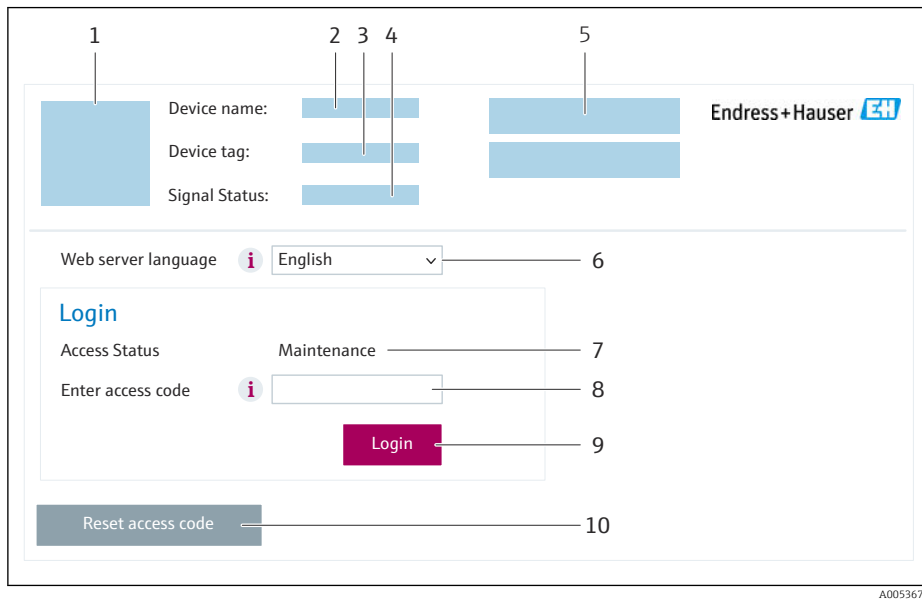 1 2 3 4 5
Device name:
Endress+Hauser EH
Device tag:
Signal Status:
Web server language i English 6
Login
Access Status Maintenance 7
Enter access code i 8
Login 9
Reset access code 10
A005367